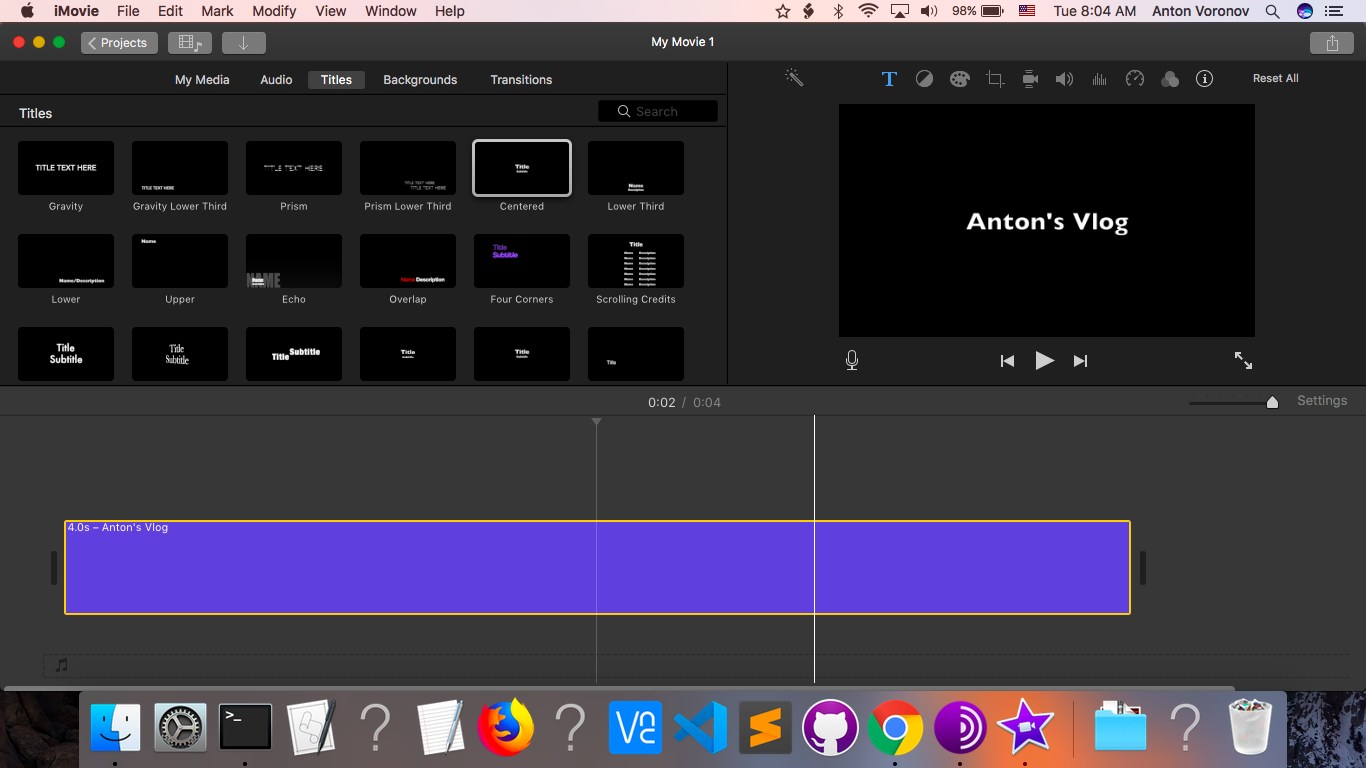 iMovie File Edit Mark Modify View Window Help 98% Tue 8:04 AM Anton Voronov
Projects My Movie 1
My Media Audio Titles Backgrounds Transitions Reset All
Titles Search
TITLE TEXT HERE TITLE TEXT HERE TITLE TEXT HERE TITLE TEXT HERE Title Subtitle Name Description
Gravity Gravity Lower Third Prism Prism Lower Third Centered Lower Third
Anton's Vlog
Name/Description Name NAME Name Description Title Subtitle Title
Lower Upper Echo Overlap Four Corners Scrolling Credits
Title Subtitle Title Subtitle Title Subtitle Title Title Title
0:02 / 0:04 Settings
4.0s – Anton's Vlog
>_